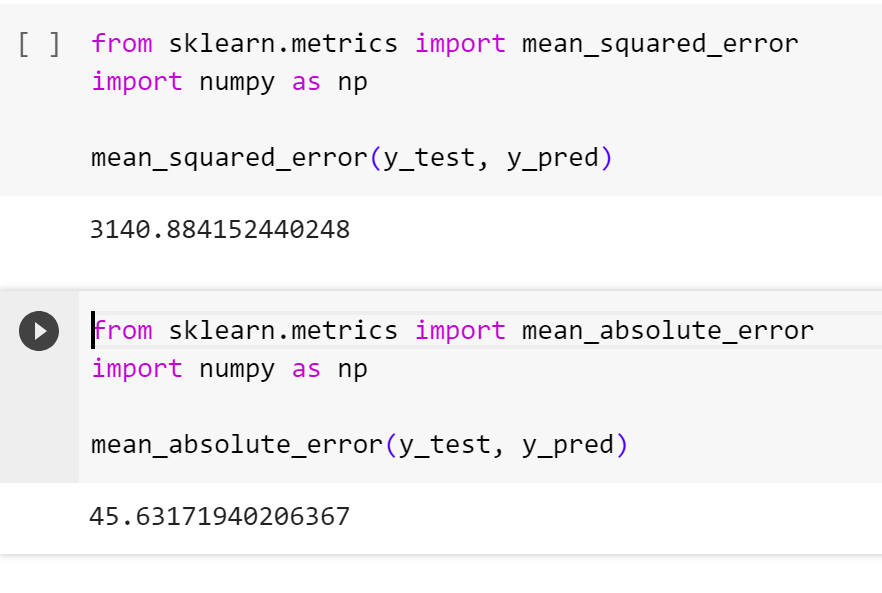 [ ] from sklearn.metrics import mean_squared_error
import numpy as np
mean_squared_error(y_test, y_pred)
3140.884152440248
from sklearn.metrics import mean_absolute_error
import numpy as np
mean_absolute_error(y_test, y_pred)
45.63171940206367